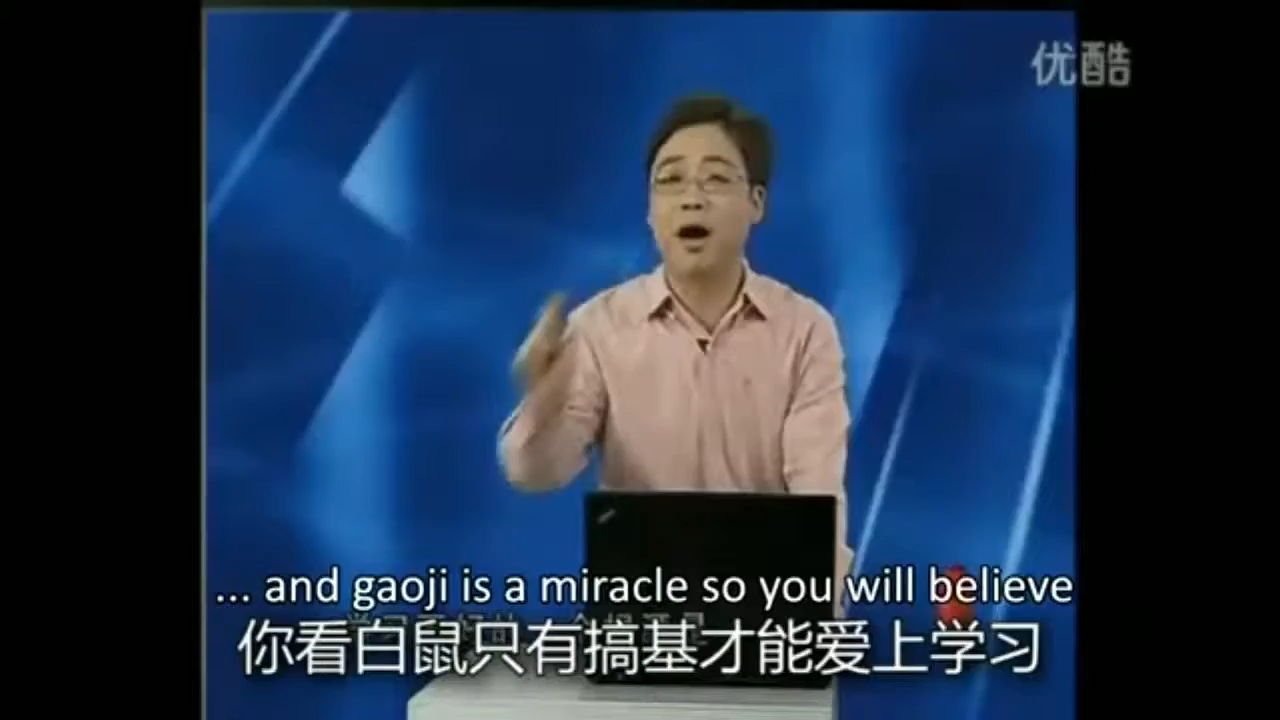 优酷
... and gaoji is a miracle so you will believe
你看白鼠只有搞基才能爱上学习